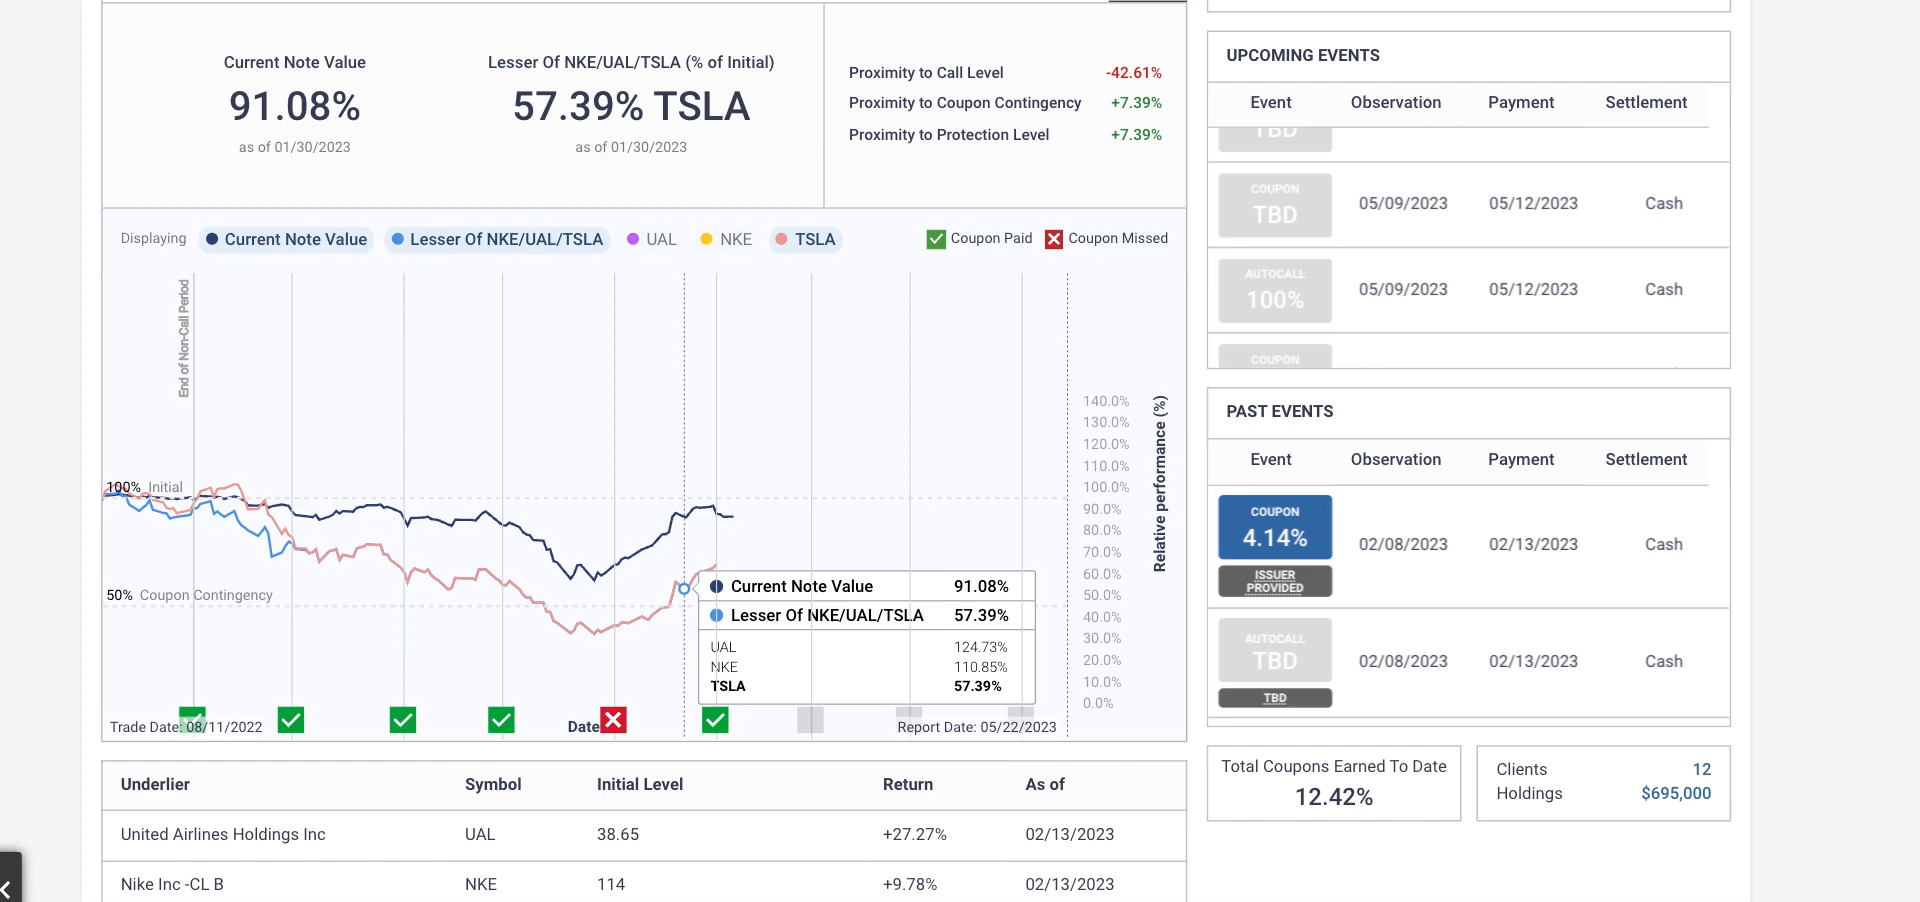 Current Note Value
91.08%
as of 01/30/2023
Lesser Of NKE/UAL/TSLA (% of Initial)
57.39% TSLA
as of 01/30/2023
Proximity to Call Level -42.61%
Proximity to Coupon Contingency +7.39%
Proximity to Protection Level +7.39%
Displaying Current Note Value Lesser Of NKE/UAL/TSLA UAL NKE TSLA Coupon Paid Coupon Missed
End of Non-Call Period
100% Initial
50% Coupon Contingency
140.0%
130.0%
120.0%
110.0%
100.0%
90.0%
80.0%
70.0%
60.0%
50.0%
40.0%
30.0%
20.0%
10.0%
0.0%
Relative performance (%)
Current Note Value 91.08%
Lesser Of NKE/UAL/TSLA 57.39%
UAL 124.73%
NKE 110.85%
TSLA 57.39%
Trade Date: 08/11/2022 Date Report Date: 05/22/2023
Underlier Symbol Initial Level Return As of
United Airlines Holdings Inc UAL 38.65 +27.27% 02/13/2023
Nike Inc -CL B NKE 114 +9.78% 02/13/2023
UPCOMING EVENTS
Event Observation Payment Settlement
TBD
COUPON
TBD 05/09/2023 05/12/2023 Cash
AUTOCALL
100% 05/09/2023 05/12/2023 Cash
COUPON
PAST EVENTS
Event Observation Payment Settlement
COUPON
4.14% 02/08/2023 02/13/2023 Cash
ISSUER
PROVIDED
AUTOCALL
TBD 02/08/2023 02/13/2023 Cash
TBD
Total Coupons Earned To Date
12.42%
Clients 12
Holdings $695,000